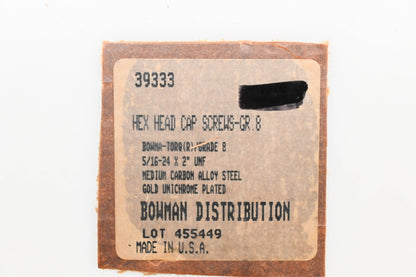 39333
HEX HEAD CAP SCREWS-GR.8
BOWMA-TORQ(R)/GRADE 8
5/16-24 X 2" UNF
MEDIUM CARBON ALLOY STEEL
GOLD UNICHROME PLATED
BOWMAN DISTRIBUTION
LOT 455449
MADE IN U.S.A.